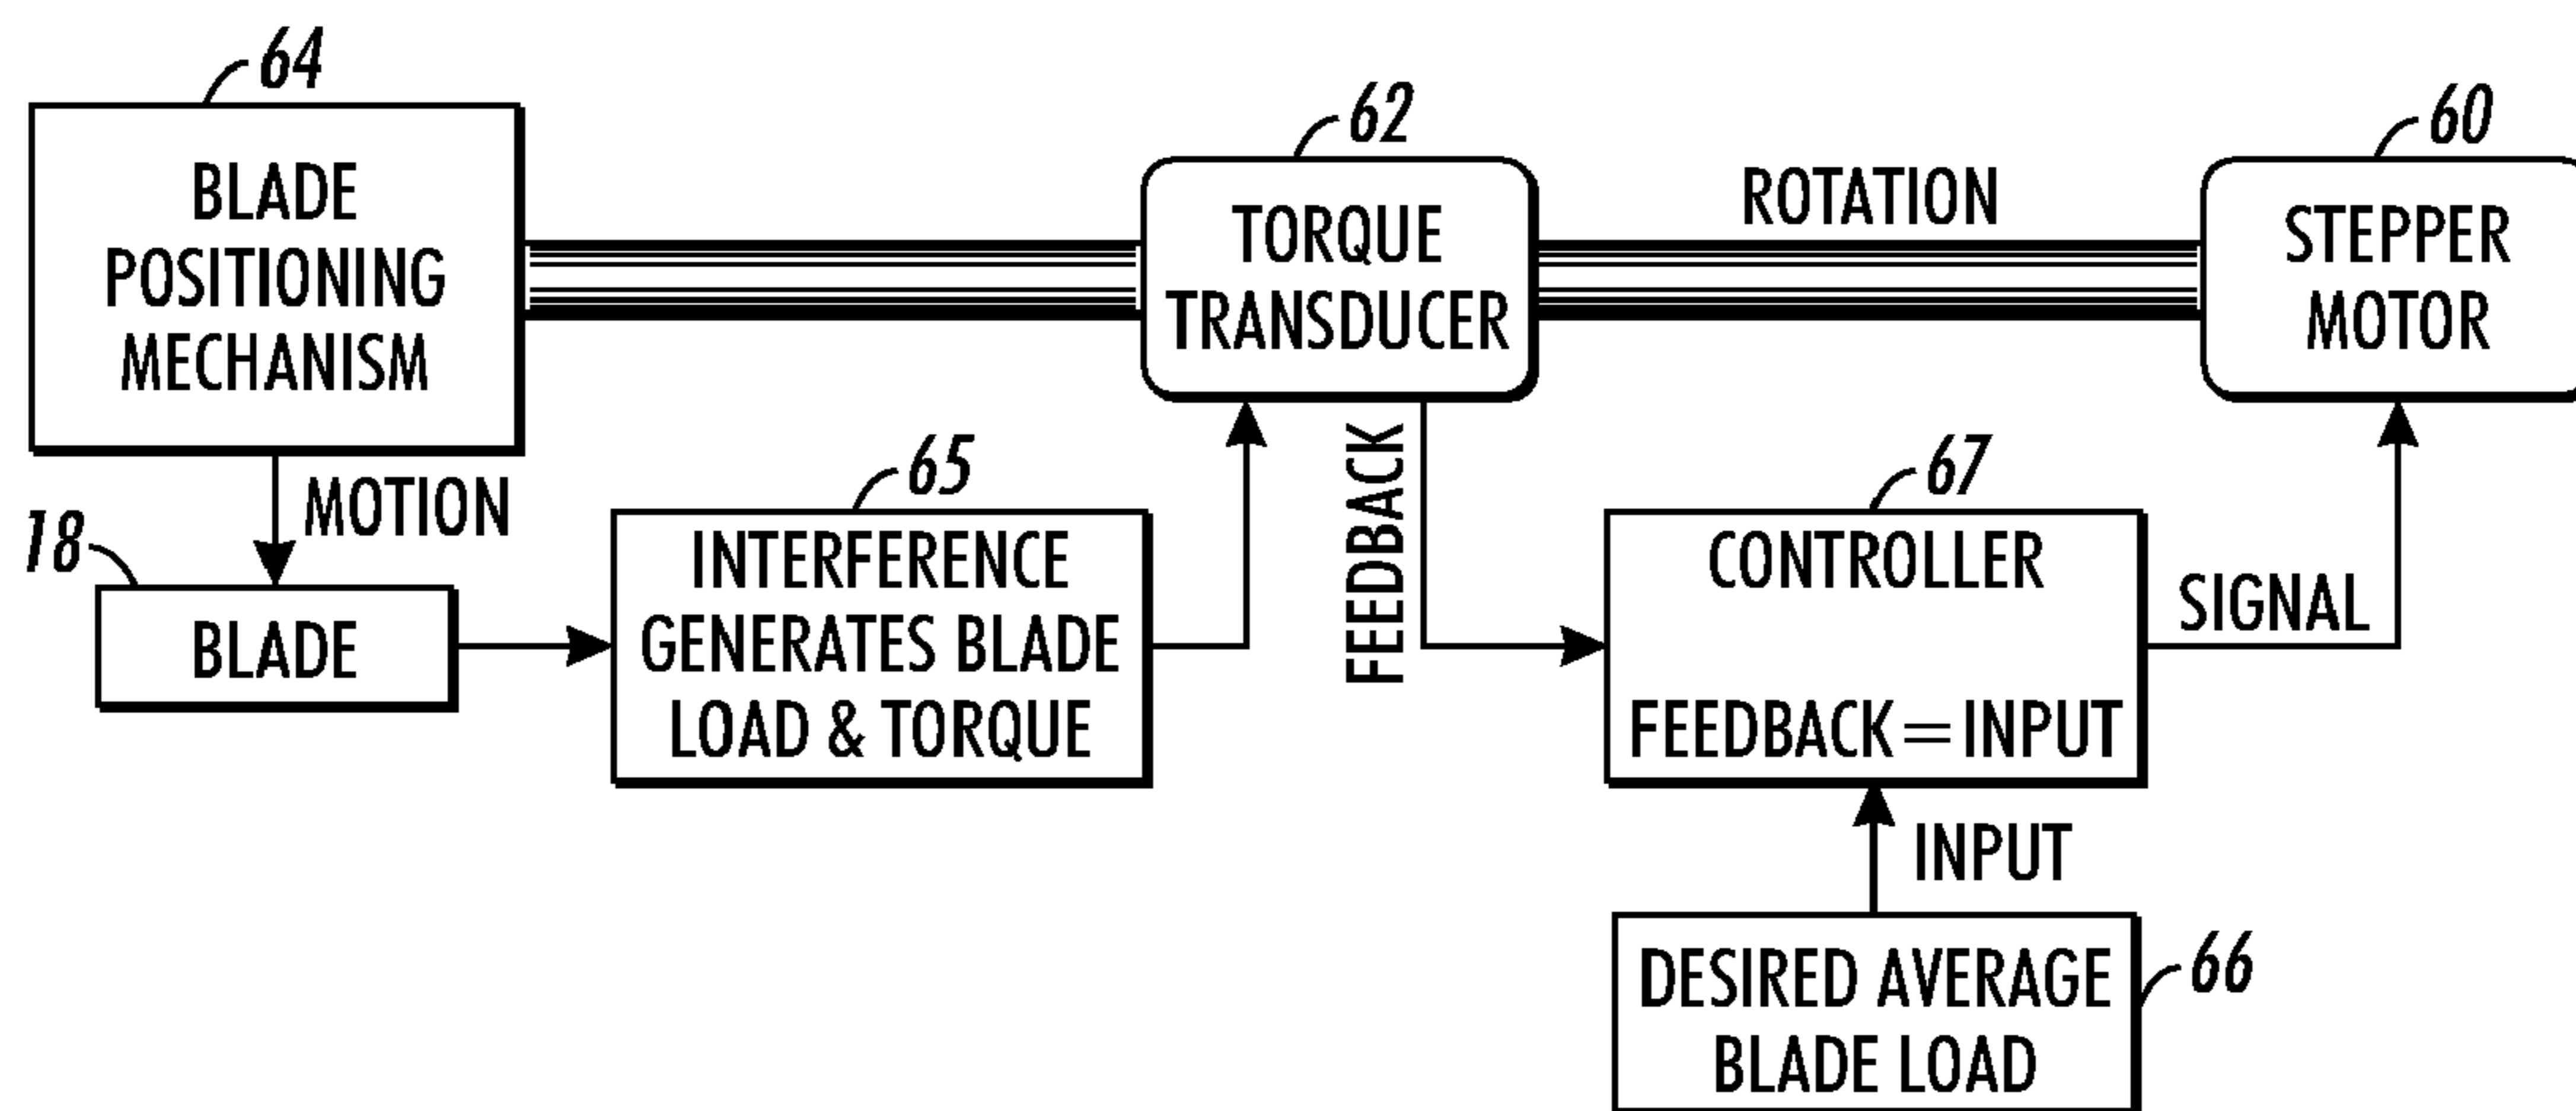 64
BLADE
POSITIONING
MECHANISM
62
TORQUE
TRANSDUCER
ROTATION
60
STEPPER
MOTOR
MOTION
18
BLADE
65
INTERFERENCE
GENERATES BLADE
LOAD & TORQUE
FEEDBACK
67
CONTROLLER
FEEDBACK=INPUT
SIGNAL
INPUT
DESIRED AVERAGE
BLADE LOAD
66